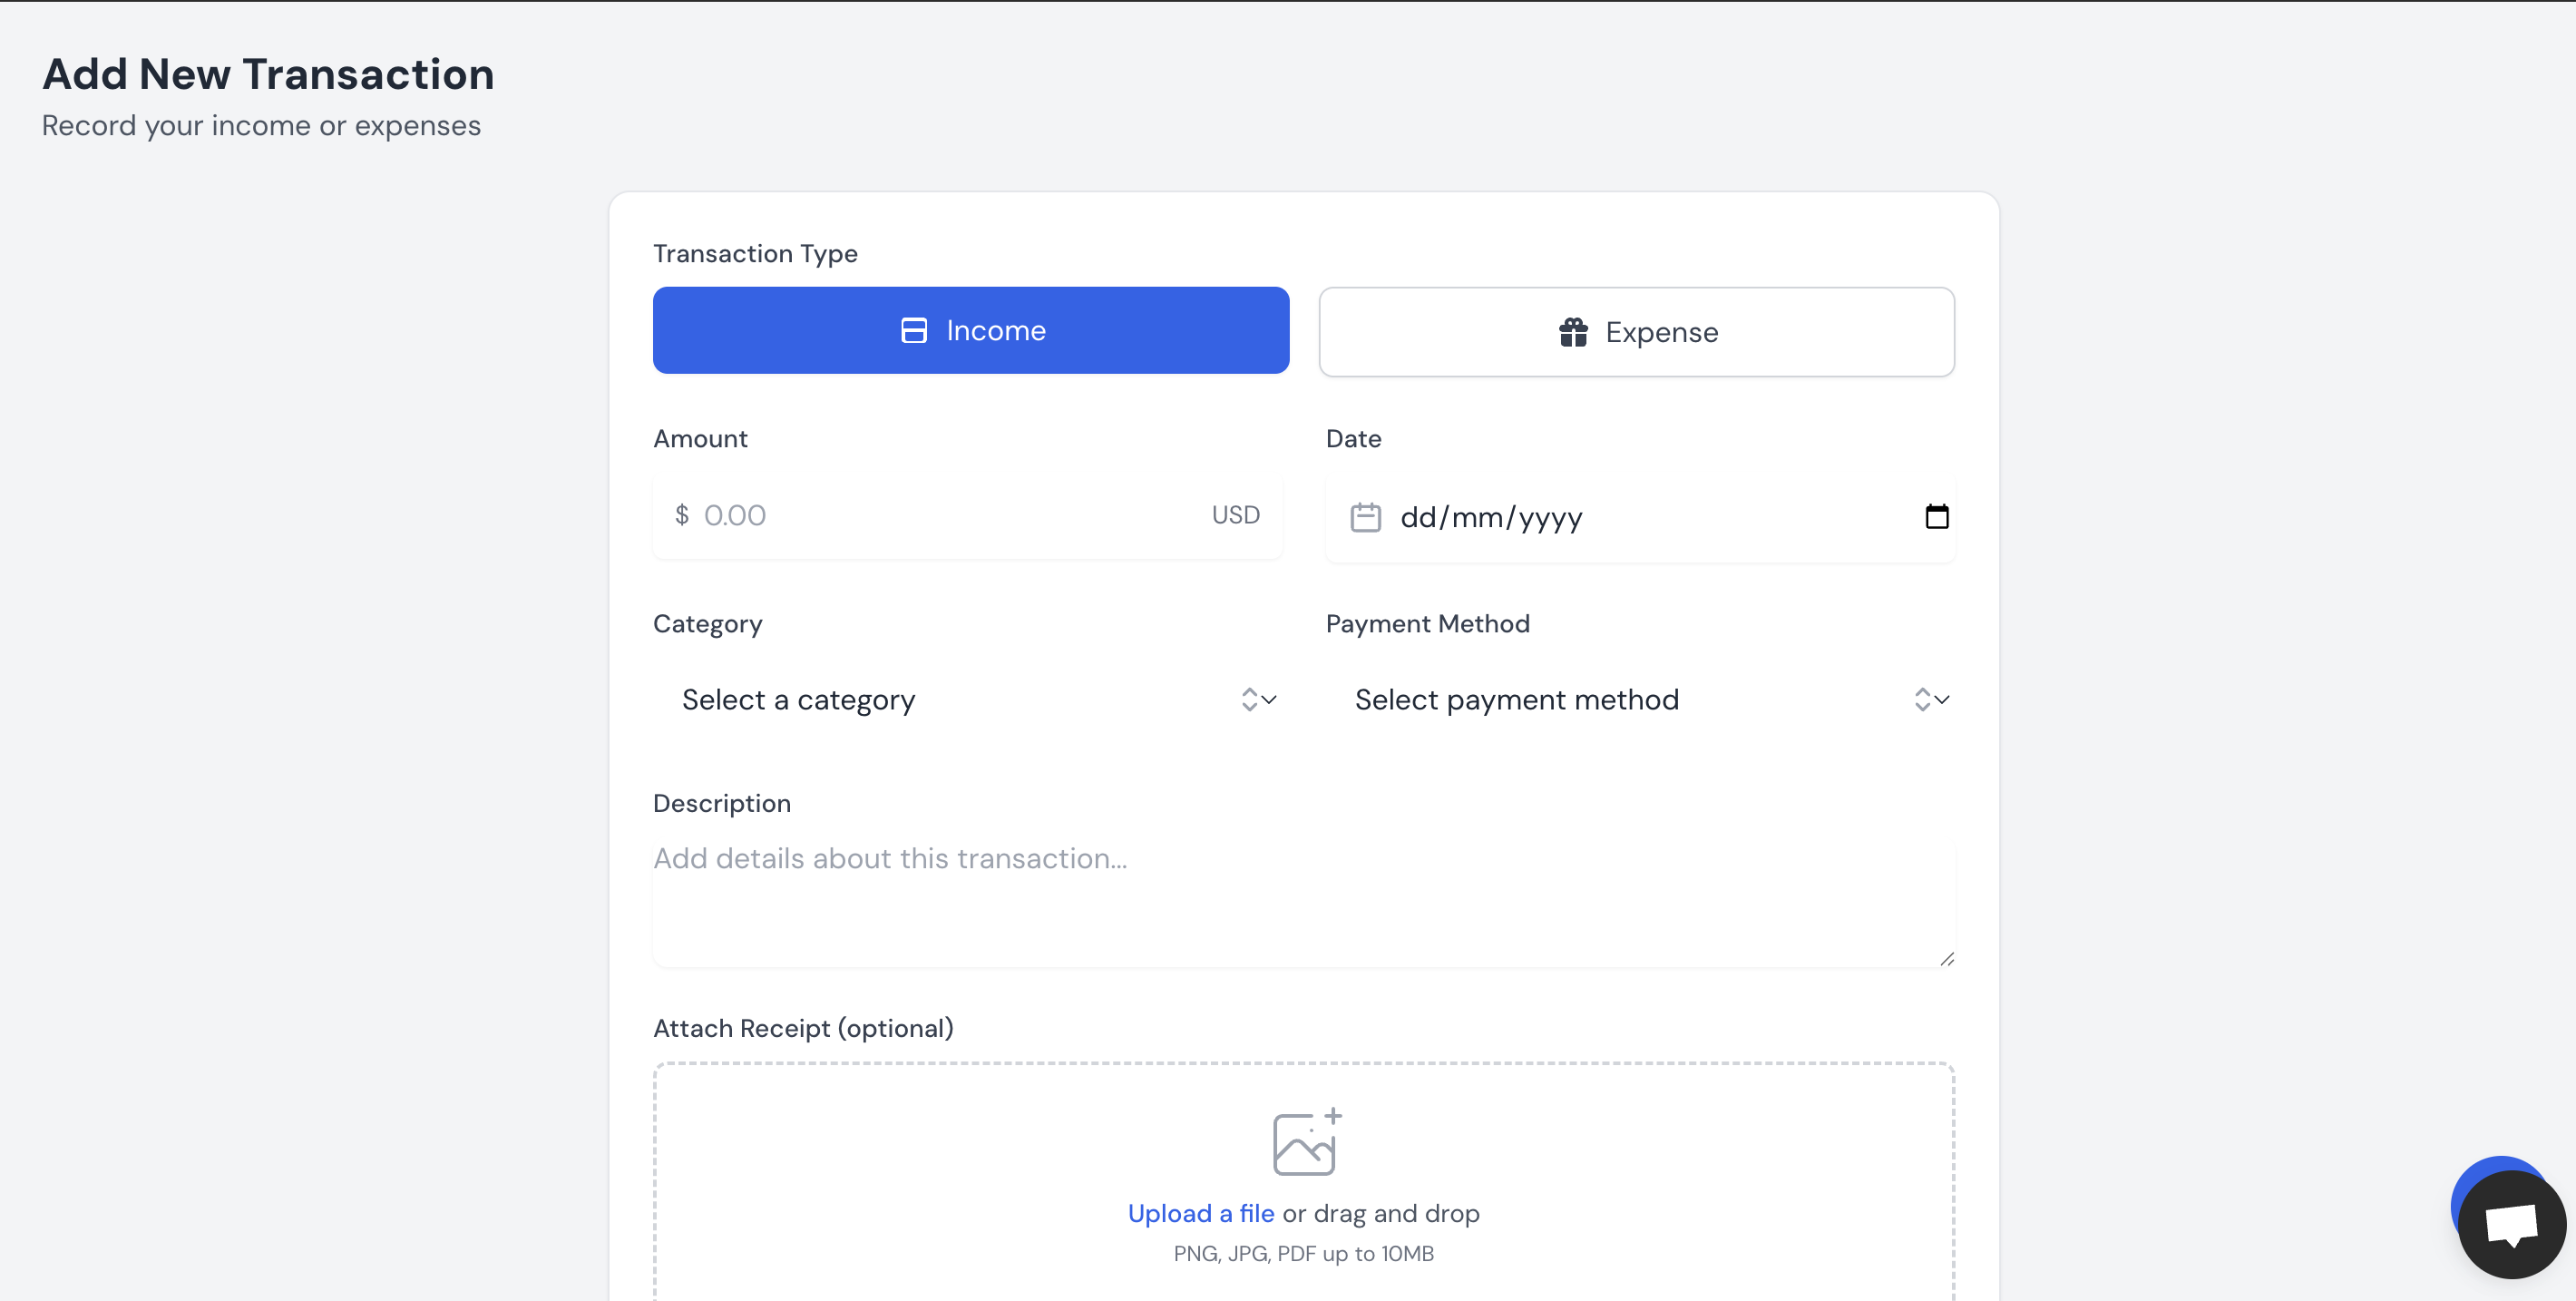 Add New Transaction
Record your income or expenses
Transaction Type
Income
Expense
Amount
Date
$ 0.00 USD
dd/mm/yyyy
Category
Payment Method
Select a category
Select payment method
Description
Add details about this transaction...
Attach Receipt (optional)
Upload a file or drag and drop
PNG, JPG, PDF up to 10MB